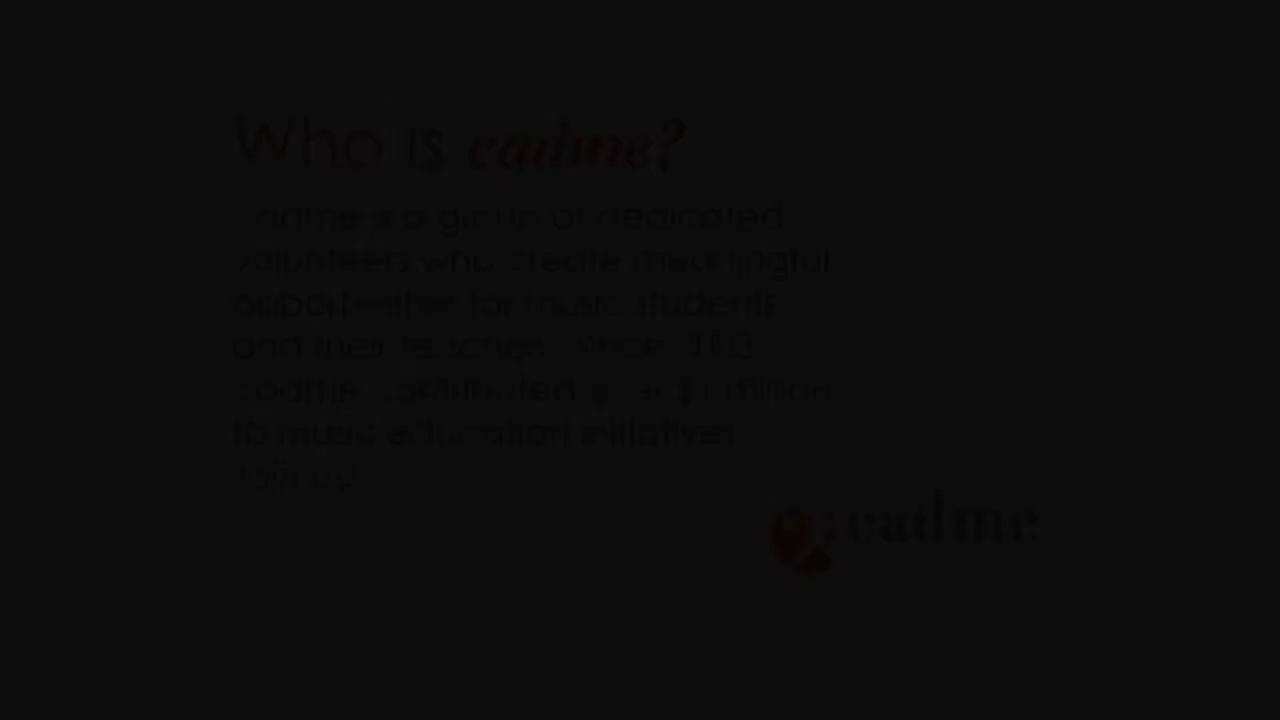 Who is cadme?
cadme is a group of dedicated
volunteers who create meaningful
opportunities for music students
and their teachers. Since
cadme contributed over
to music education initiatives
Join us!
cadme